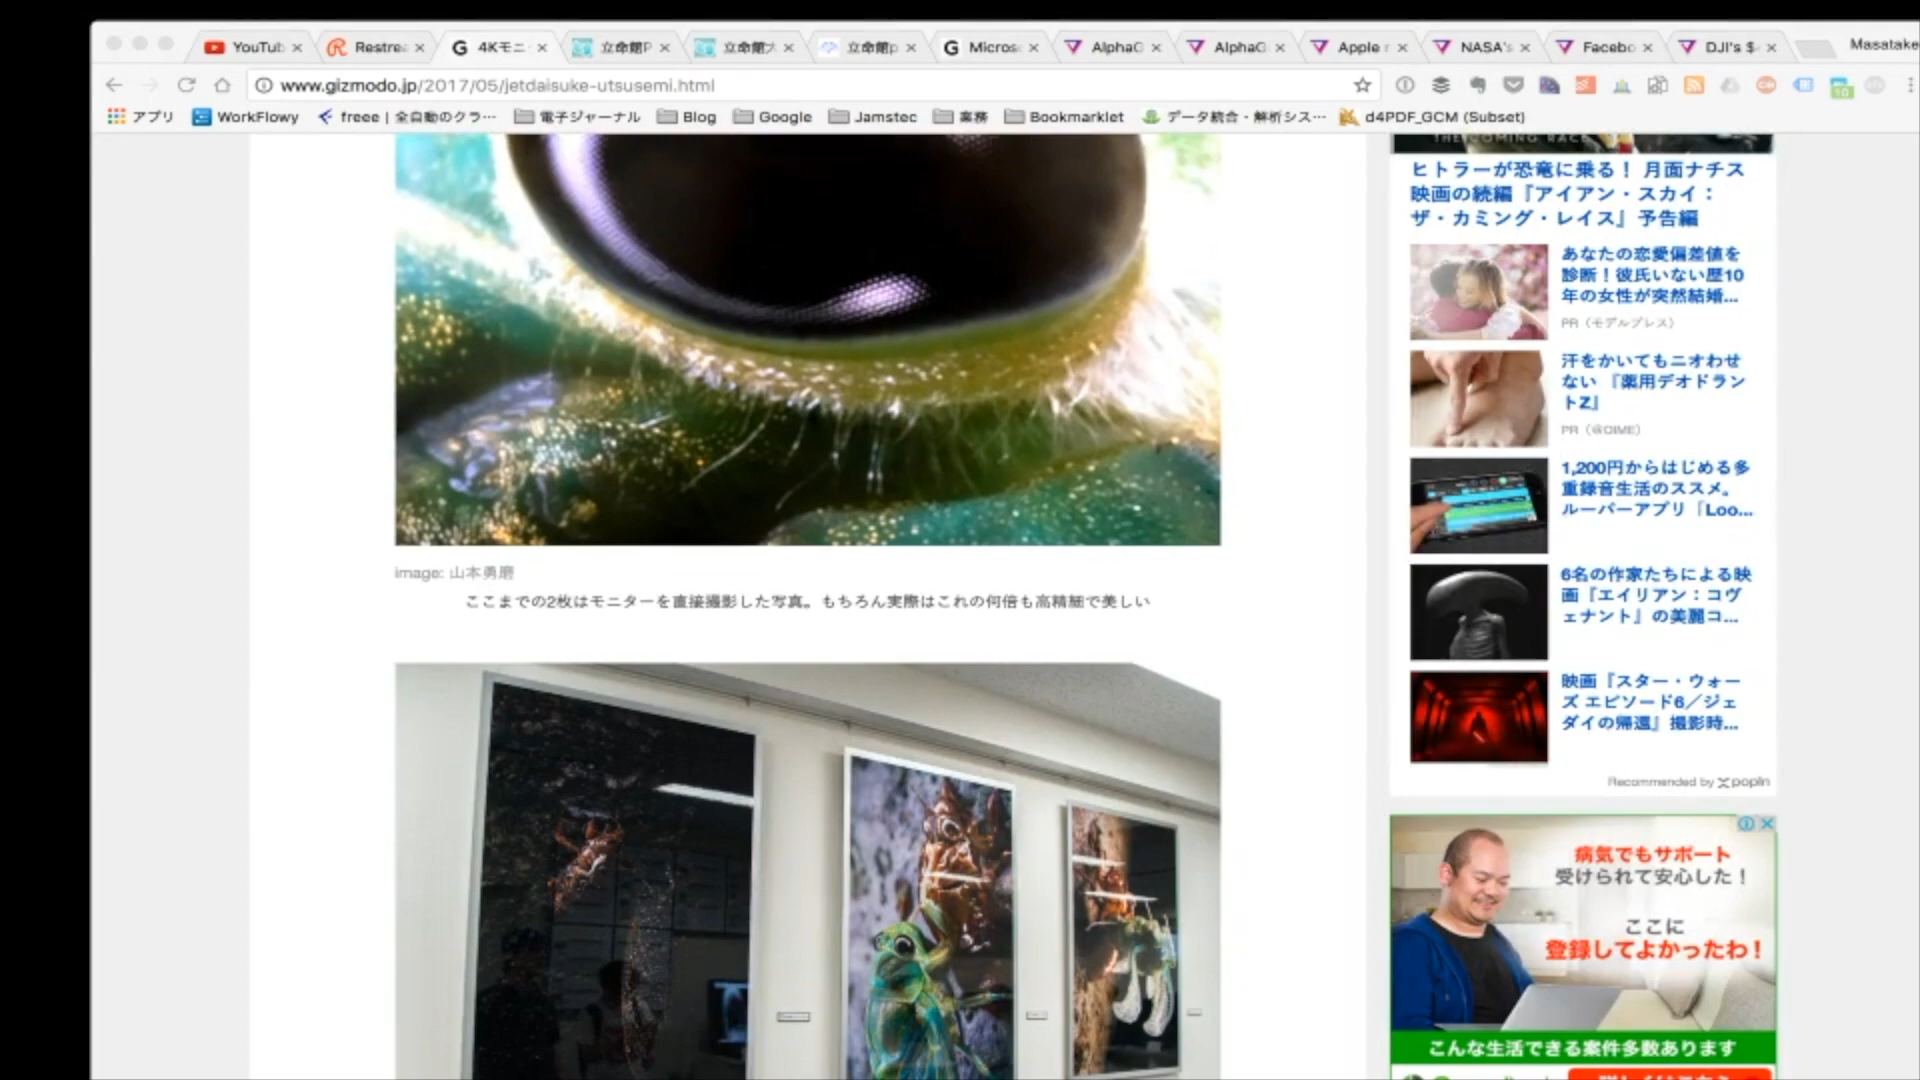 YouTub
Restrea
4Kモニ
立命館P
立命館大
立命館p
Micros
AlphaG
AlphaG
Apple r
NASA's
Facebo
DJI's $
Masatake
www.gizmodo.jp/2017/05/jetdaisuke-utsusemi.html
アプリ
WorkFlowy
freee | 全自動のクラ…
電子ジャーナル
Blog
Google
Jamstec
業務
Bookmarklet
データ統合・解析シス…
d4PDF_GCM (Subset)
THE COMING RACE
ヒトラーが恐竜に乗る！ 月面ナチス
映画の続編『アイアン・スカイ：
ザ・カミング・レイス』予告編
あなたの恋愛偏差値を
診断！彼氏いない歴10
年の女性が突然結婚...
PR（モデルプレス）
汗をかいてもニオわせ
ない 『薬用デオドラン
トZ』
PR（@DIME）
1,200円からはじめる多
重録音生活のススメ。
ルーパーアプリ「Loo...
6名の作家たちによる映
画『エイリアン：コヴ
ェナント』の美麗コ...
映画『スター・ウォー
ズ エピソード6／ジェ
ダイの帰還』撮影時...
Recommended by popIn
image: 山本勇磨
ここまでの2枚はモニターを直接撮影した写真。もちろん実際はこれの何倍も高精細で美しい
病気でもサポート
受けられて安心した！
ここに
登録してよかったわ！
こんな生活できる案件多数あります